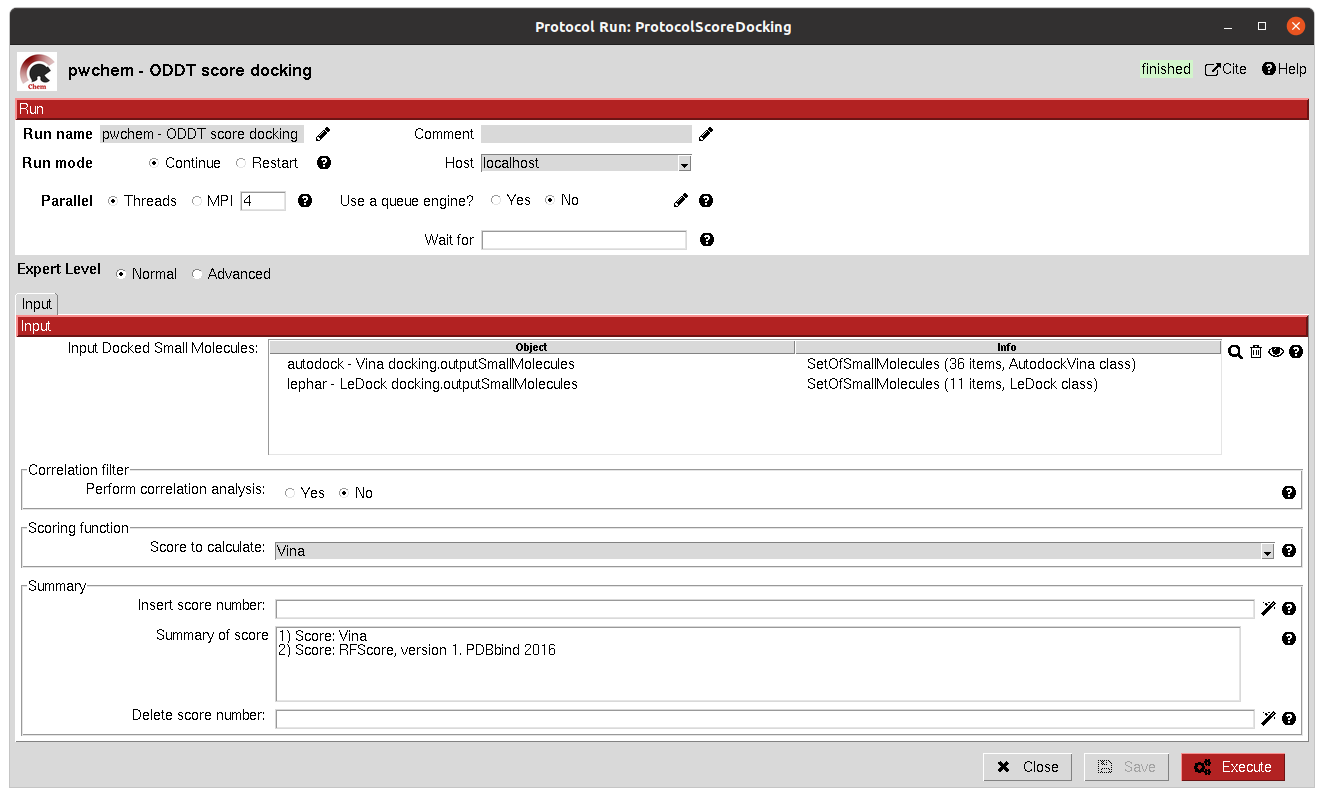 Protocol Run: ProtocolScoreDocking
Chem
pwchem - ODDT score docking
finished Cite Help
Run
Run name pwchem - ODDT score docking Comment
Run mode Continue Restart Host localhost
Parallel Threads MPI 4 Use a queue engine? Yes No
Wait for
Expert Level Normal Advanced
Input
Input
Input Docked Small Molecules: Object Info
autodock - Vina docking.outputSmallMolecules SetOfSmallMolecules (36 items, AutodockVina class)
lephar - LeDock docking.outputSmallMolecules SetOfSmallMolecules (11 items, LeDock class)
Correlation filter
Perform correlation analysis: Yes No
Scoring function
Score to calculate: Vina
Summary
Insert score number:
Summary of score 1) Score: Vina
2) Score: RFScore, version 1. PDBbind 2016
Delete score number:
Close Save Execute